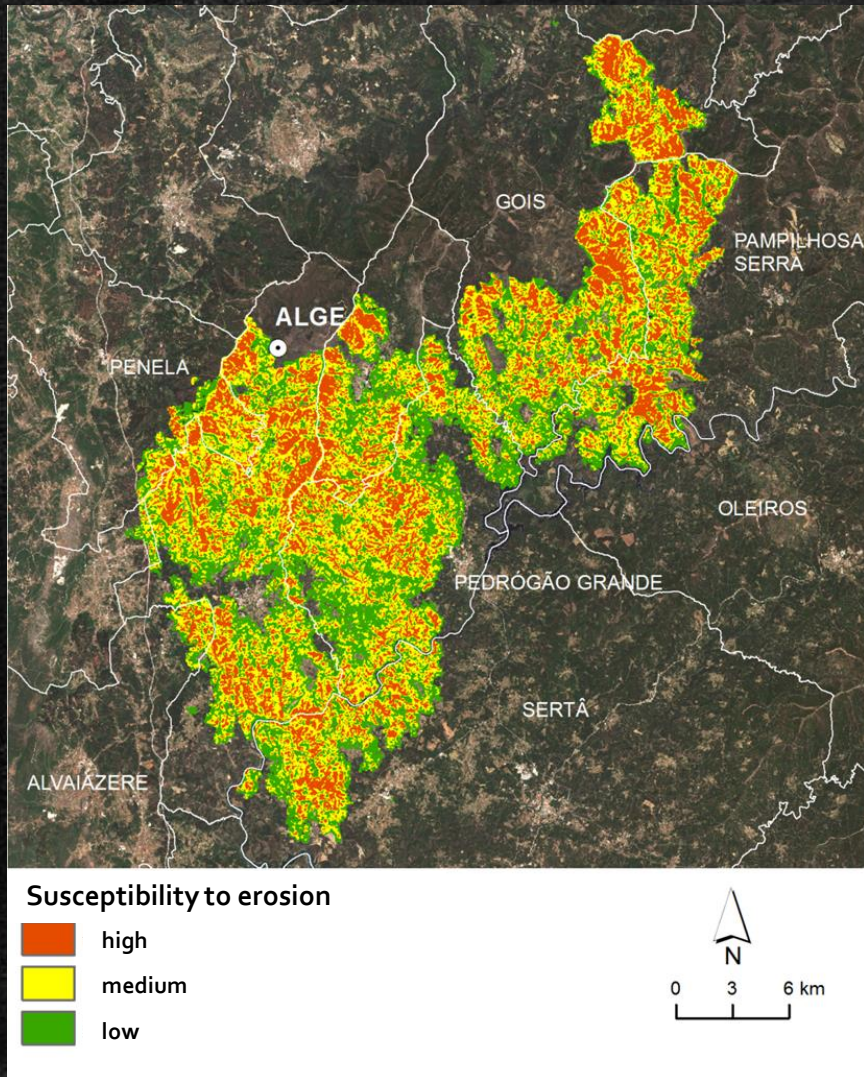 GOIS
PAMPILHOSA
SERRA
ALGE
PENELA
OLEIROS
PEDRÓGÃO GRANDE
SERTÂ
ALVAIÁZERE
Susceptibility to erosion
high
medium
low
N
0 3 6 km